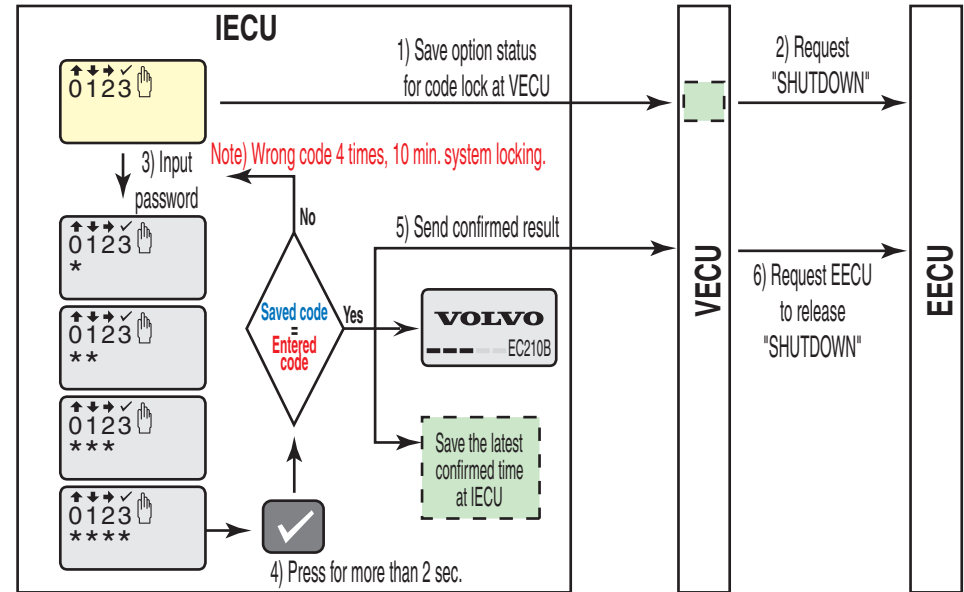 IECU
0123
1) Save option status
for code lock at VECU
2) Request
"SHUTDOWN"
Note) Wrong code 4 times, 10 min. system locking.
3) Input
password
0123
*
0123
**
0123
***
0123
****
No
Saved code
=
Entered
code
Yes
5) Send confirmed result
VOLVO
EC210B
Save the latest
confirmed time
at IECU
4) Press for more than 2 sec.
VECU
6) Request EECU
to release
"SHUTDOWN"
EECU